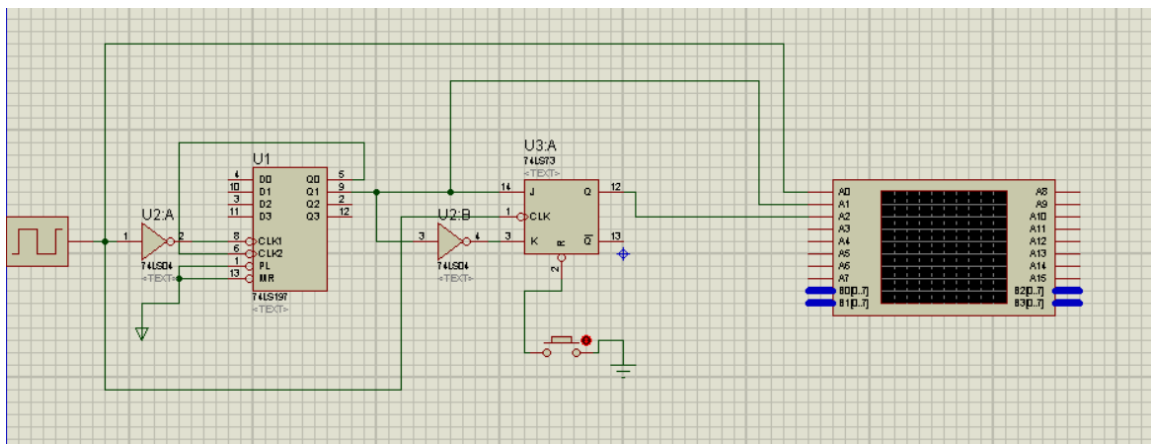 U3:A
74LS73
<TEXT>
U1
4 D0 Q0 5
10 D1 Q1 9
3 D2 Q2 2
11 D3 Q3 12
8 CLK1
6 CLK2
1 PL
13 MR
74LS197
<TEXT>
U2:A
1 2
74LS04
<TEXT>
U2:B
3 4
74LS04
<TEXT>
14 J Q 12
1 CLK
3 K Q 13
R
2
A0 A8
A1 A9
A2 A10
A3 A11
A4 A12
A5 A13
A6 A14
A7 A15
B0[0..7] B2[0..7]
B1[0..7] B3[0..7]